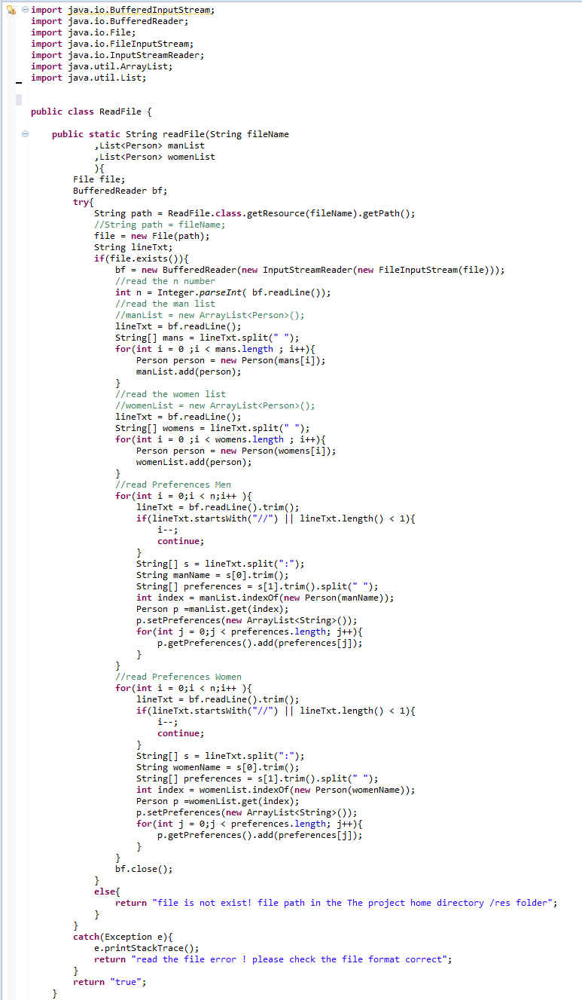 import java.io.BufferedInputStream;
import java.io.BufferedReader;
import java.io.File;
import java.io.FileInputStream;
import java.io.InputStreamReader;
import java.util.ArrayList;
import java.util.List;
public class ReadFile {
public static String readFile(String fileName
,List<Person> manList
,List<Person> womenList
){
File file;
BufferedReader bf;
try{
String path = ReadFile.class.getResource(fileName).getPath();
//String path = fileName;
file = new File(path);
String lineTxt;
if(file.exists()){
bf = new BufferedReader(new InputStreamReader(new FileInputStream(file)));
//read the n number
int n = Integer.parseInt( bf.readLine());
//read the man list
//manList = new ArrayList<Person>();
lineTxt = bf.readLine();
String[] mans = lineTxt.split(" ");
for(int i = 0 ;i < mans.length ; i++){
Person person = new Person(mans[i]);
manList.add(person);
}
//read the women list
//womenList = new ArrayList<Person>();
lineTxt = bf.readLine();
String[] womens = lineTxt.split(" ");
for(int i = 0 ;i < womens.length ; i++){
Person person = new Person(womens[i]);
womenList.add(person);
}
//read Preferences Men
for(int i = 0;i < n;i++ ){
lineTxt = bf.readLine().trim();
if(lineTxt.startsWith("//") || lineTxt.length() < 1){
i--;
continue;
}
String[] s = lineTxt.split(":");
String manName = s[0].trim();
String[] preferences = s[1].trim().split(" ");
int index = manList.indexOf(new Person(manName));
Person p =manList.get(index);
p.setPreferences(new ArrayList<String>());
for(int j = 0;j < preferences.length; j++){
p.getPreferences().add(preferences[j]);
}
}
//read Preferences Women
for(int i = 0;i < n;i++ ){
lineTxt = bf.readLine().trim();
if(lineTxt.startsWith("//") || lineTxt.length() < 1){
i--;
continue;
}
String[] s = lineTxt.split(":");
String womenName = s[0].trim();
String[] preferences = s[1].trim().split(" ");
int index = womenList.indexOf(new Person(womenName));
Person p =womenList.get(index);
p.setPreferences(new ArrayList<String>());
for(int j = 0;j < preferences.length; j++){
p.getPreferences().add(preferences[j]);
}
}
bf.close();
}
else{
return "file is not exist! file path in the The project home directory /res folder";
}
}
catch(Exception e){
e.printStackTrace();
return "read the file error ! please check the file format correct";
}
return "true";
}